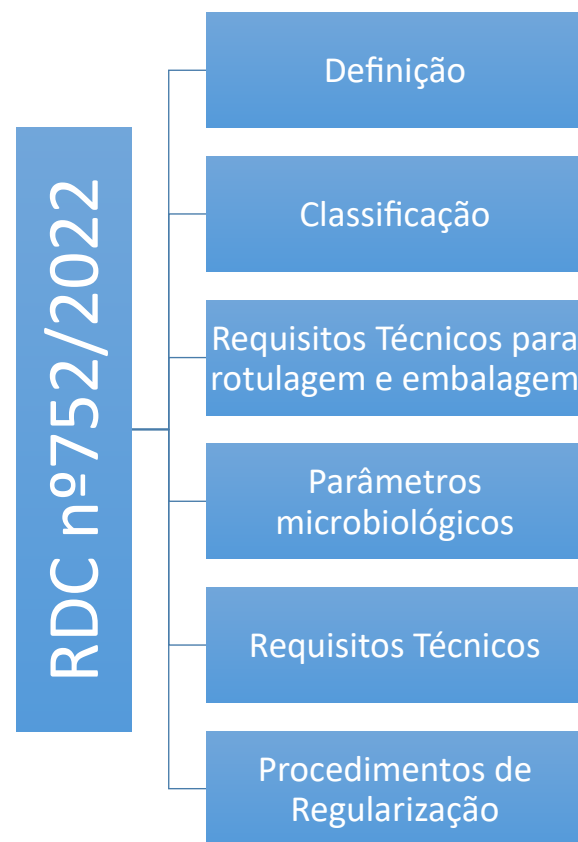 RDC nº752/2022
Definição
Classificação
Requisitos Técnicos para
rotulagem e embalagem
Parâmetros
microbiológicos
Requisitos Técnicos
Procedimentos de
Regularização